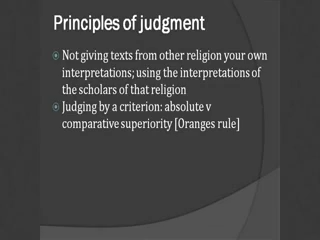 Principles of judgment
Not giving texts from other religion your own
interpretations; using the interpretations of
the scholars of that religion
Judging by a criterion: absolute v
comparative superiority [Oranges rule]